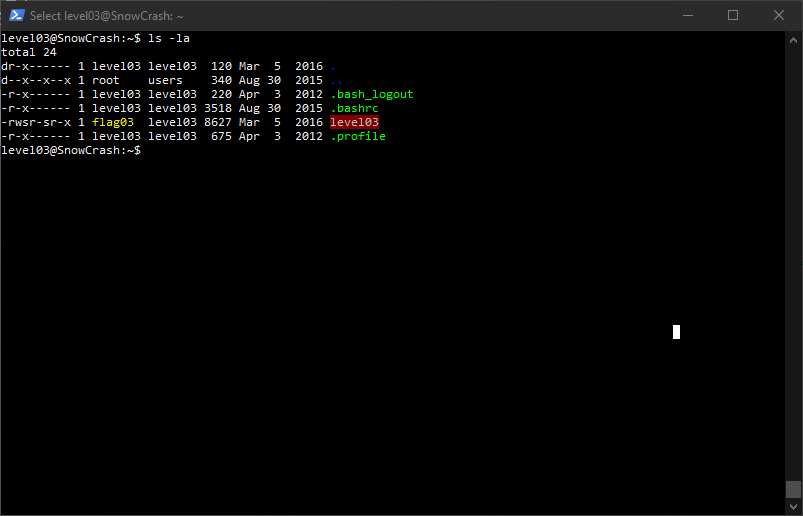 Select level03@SnowCrash: ~
level03@SnowCrash:~$ ls -la
total 24
dr-x------ 1 level03 level03  120 Mar  5  2016 .
d--x--x--x 1 root    users    340 Aug 30  2015 ..
-r-x------ 1 level03 level03  220 Apr  3  2012 .bash_logout
-r-x------ 1 level03 level03 3518 Aug 30  2015 .bashrc
-rwsr-sr-x 1 flag03  level03 8627 Mar  5  2016 level03
-r-x------ 1 level03 level03  675 Apr  3  2012 .profile
level03@SnowCrash:~$